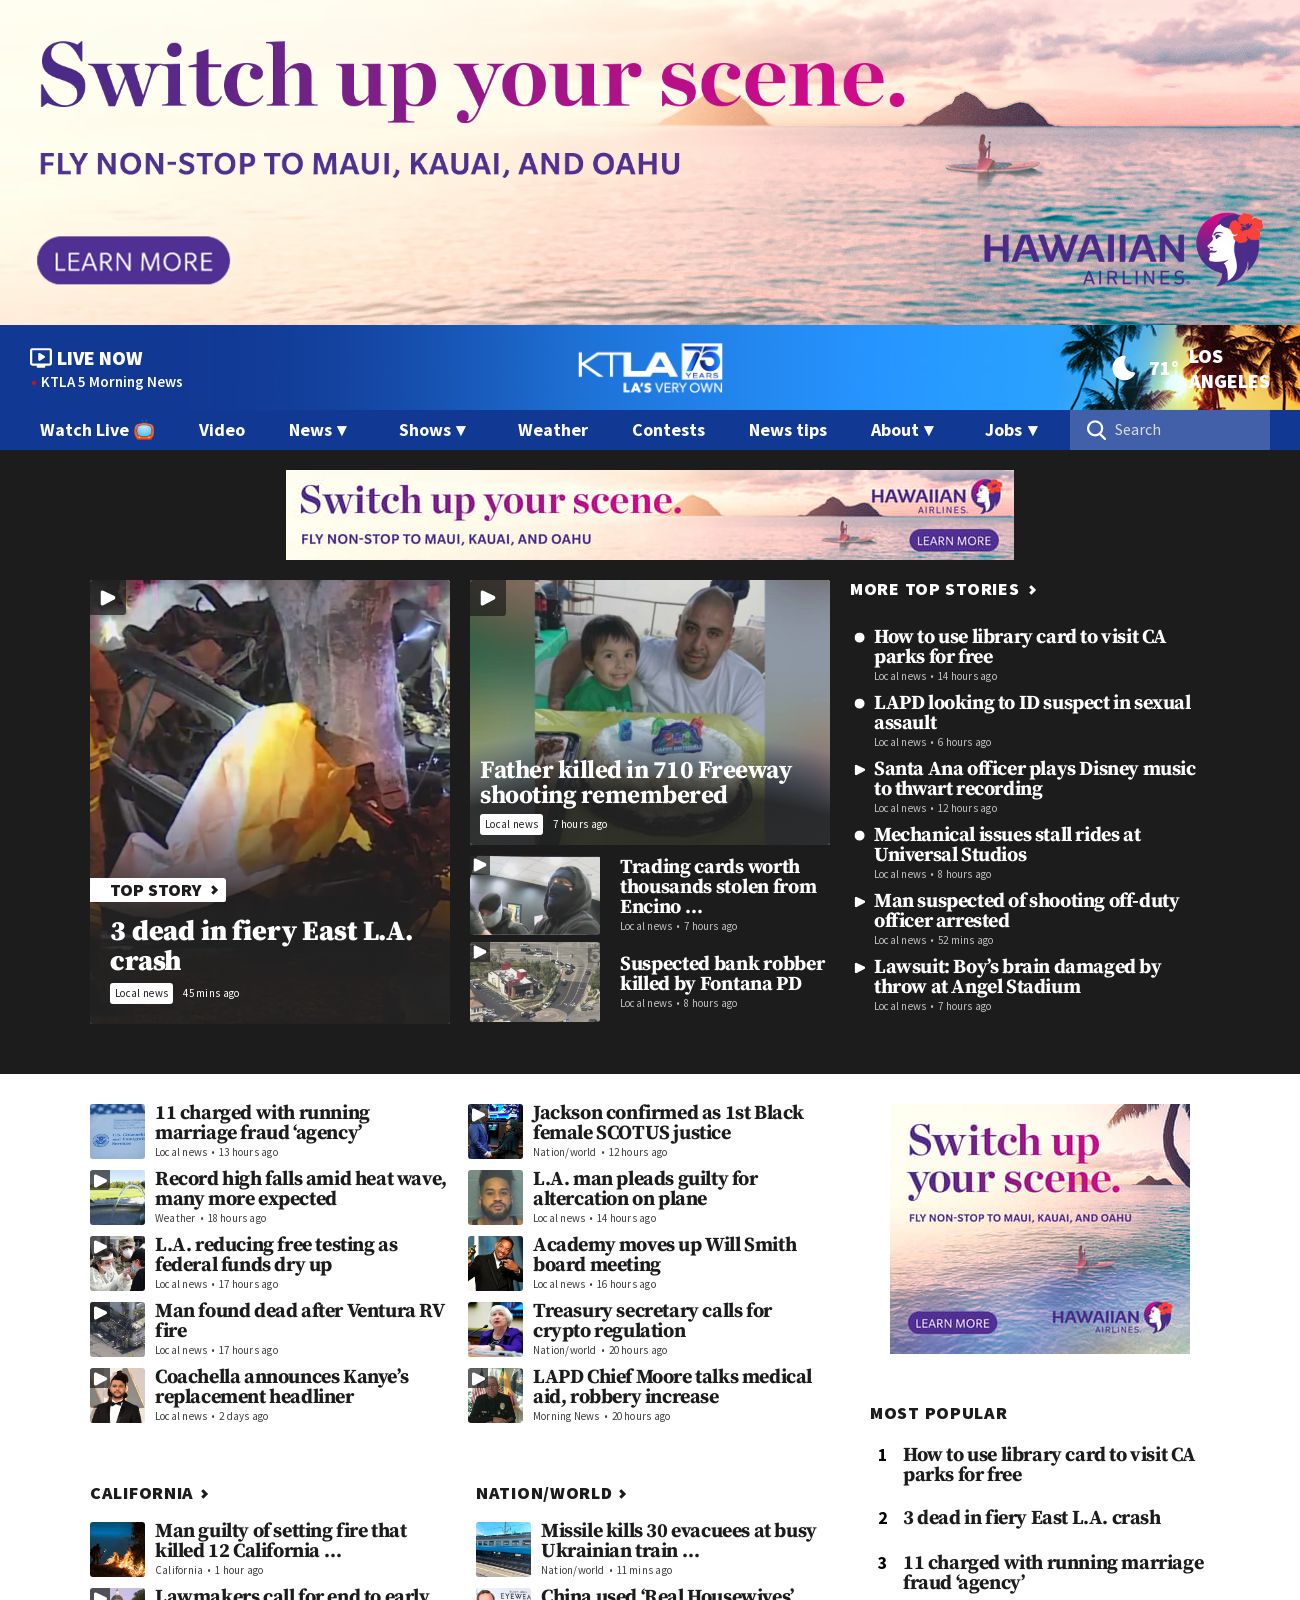 Switch up your scene.
FLY NON-STOP TO MAUI, KAUAI, AND OAHU
LEARN MORE
HAWAIIAN
AIRLINES.
LIVE NOW
KTLA 5 Morning News
KTLA 75
YEARS
LA'S VERY OWN
71°
LOS
ANGELES
Watch Live
Video
News ▼
Shows ▼
Weather
Contests
News tips
About ▼
Jobs ▼
Search
Switch up your scene.
FLY NON-STOP TO MAUI, KAUAI, AND OAHU
HAWAIIAN
AIRLINES.
LEARN MORE
TOP STORY
3 dead in fiery East L.A.
crash
Local news 45 mins ago
Father killed in 710 Freeway
shooting remembered
Local news 7 hours ago
Trading cards worth
thousands stolen from
Encino …
Local news • 7 hours ago
Suspected bank robber
killed by Fontana PD
Local news • 8 hours ago
MORE TOP STORIES
How to use library card to visit CA
parks for free
Local news • 14 hours ago
LAPD looking to ID suspect in sexual
assault
Local news • 6 hours ago
Santa Ana officer plays Disney music
to thwart recording
Local news • 12 hours ago
Mechanical issues stall rides at
Universal Studios
Local news • 8 hours ago
Man suspected of shooting off-duty
officer arrested
Local news • 52 mins ago
Lawsuit: Boy’s brain damaged by
throw at Angel Stadium
Local news • 7 hours ago
11 charged with running
marriage fraud ‘agency’
Local news • 13 hours ago
Record high falls amid heat wave,
many more expected
Weather • 18 hours ago
L.A. reducing free testing as
federal funds dry up
Local news • 17 hours ago
Man found dead after Ventura RV
fire
Local news • 17 hours ago
Coachella announces Kanye’s
replacement headliner
Local news • 2 days ago
Jackson confirmed as 1st Black
female SCOTUS justice
Nation/world • 12 hours ago
L.A. man pleads guilty for
altercation on plane
Local news • 14 hours ago
Academy moves up Will Smith
board meeting
Local news • 16 hours ago
Treasury secretary calls for
crypto regulation
Nation/world • 20 hours ago
LAPD Chief Moore talks medical
aid, robbery increase
Morning News • 20 hours ago
Switch up
your scene.
FLY NON-STOP TO MAUI, KAUAI, AND OAHU
LEARN MORE
HAWAIIAN
AIRLINES.
MOST POPULAR
1 How to use library card to visit CA
parks for free
2 3 dead in fiery East L.A. crash
3 11 charged with running marriage
fraud ‘agency’
CALIFORNIA
Man guilty of setting fire that
killed 12 California …
California • 1 hour ago
Lawmakers call for end to early
NATION/WORLD
Missile kills 30 evacuees at busy
Ukrainian train …
Nation/world • 11 mins ago
China used ‘Real Housewives’